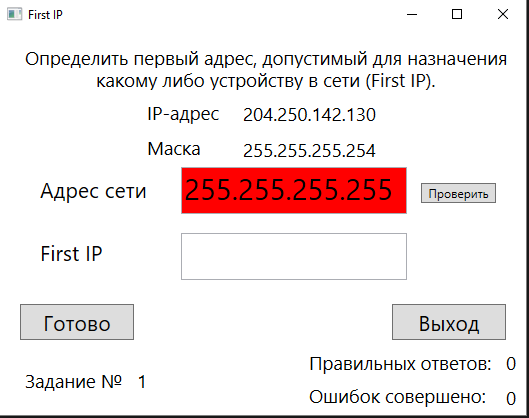 First IP
Определить первый адрес, допустимый для назначения
какому либо устройству в сети (First IP).
IP-адрес 204.250.142.130
Маска 255.255.255.254
Адрес сети 255.255.255.255 Проверить
First IP
Готово Выход
Задание № 1
Правильных ответов: 0
Ошибок совершено: 0